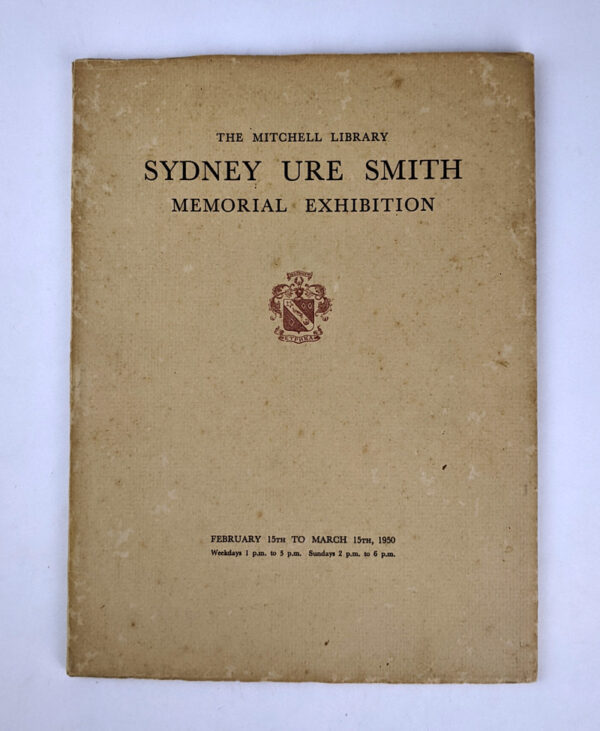 THE MITCHELL LIBRARY
SYDNEY URE SMITH
MEMORIAL EXHIBITION
FEBRUARY 15TH TO MARCH 15TH, 1950
Weekdays 1 p.m. to 5 p.m. Sundays 2 p.m. to 6 p.m.